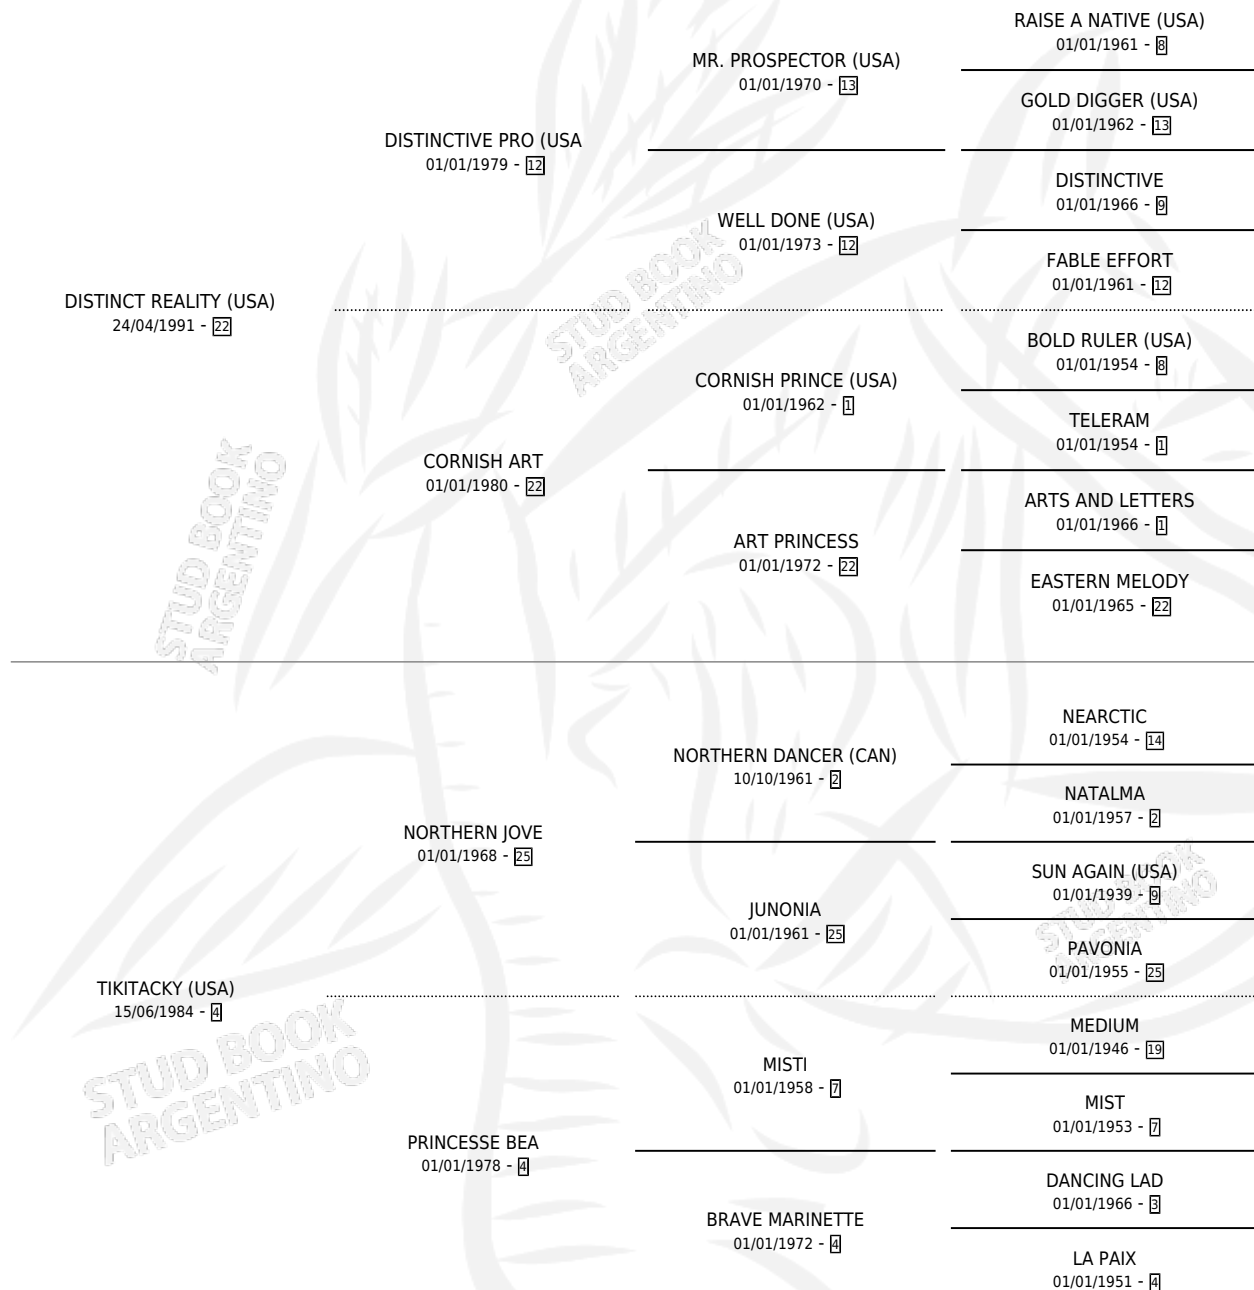 RAISE A NATIVE (USA)
01/01/1961 - 8
MR. PROSPECTOR (USA)
01/01/1970 - 13
GOLD DIGGER (USA)
01/01/1962 - 13
DISTINCTIVE PRO (USA
01/01/1979 - 12
DISTINCTIVE
01/01/1966 - 9
WELL DONE (USA)
01/01/1973 - 12
FABLE EFFORT
01/01/1961 - 12
DISTINCT REALITY (USA)
24/04/1991 - 22
BOLD RULER (USA)
01/01/1954 - 8
CORNISH PRINCE (USA)
01/01/1962 - 1
TELERAM
01/01/1954 - 1
CORNISH ART
01/01/1980 - 22
ARTS AND LETTERS
01/01/1966 - 1
ART PRINCESS
01/01/1972 - 22
EASTERN MELODY
01/01/1965 - 22
NEARCTIC
01/01/1954 - 14
NORTHERN DANCER (CAN)
10/10/1961 - 2
NATALMA
01/01/1957 - 2
NORTHERN JOVE
01/01/1968 - 25
SUN AGAIN (USA)
01/01/1939 - 9
JUNONIA
01/01/1961 - 25
PAVONIA
01/01/1955 - 25
TIKITACKY (USA)
15/06/1984 - 4
MEDIUM
01/01/1946 - 19
MISTI
01/01/1958 - 7
MIST
01/01/1953 - 7
PRINCESSE BEA
01/01/1978 - 4
DANCING LAD
01/01/1966 - 3
BRAVE MARINETTE
01/01/1972 - 4
LA PAIX
01/01/1951 - 4
STUD BOOK
ARGENTINO
STUD BOOK
ARGENTINO
STUD BOOK
ARGENTINO
STUD BOOK
ARGENTINO